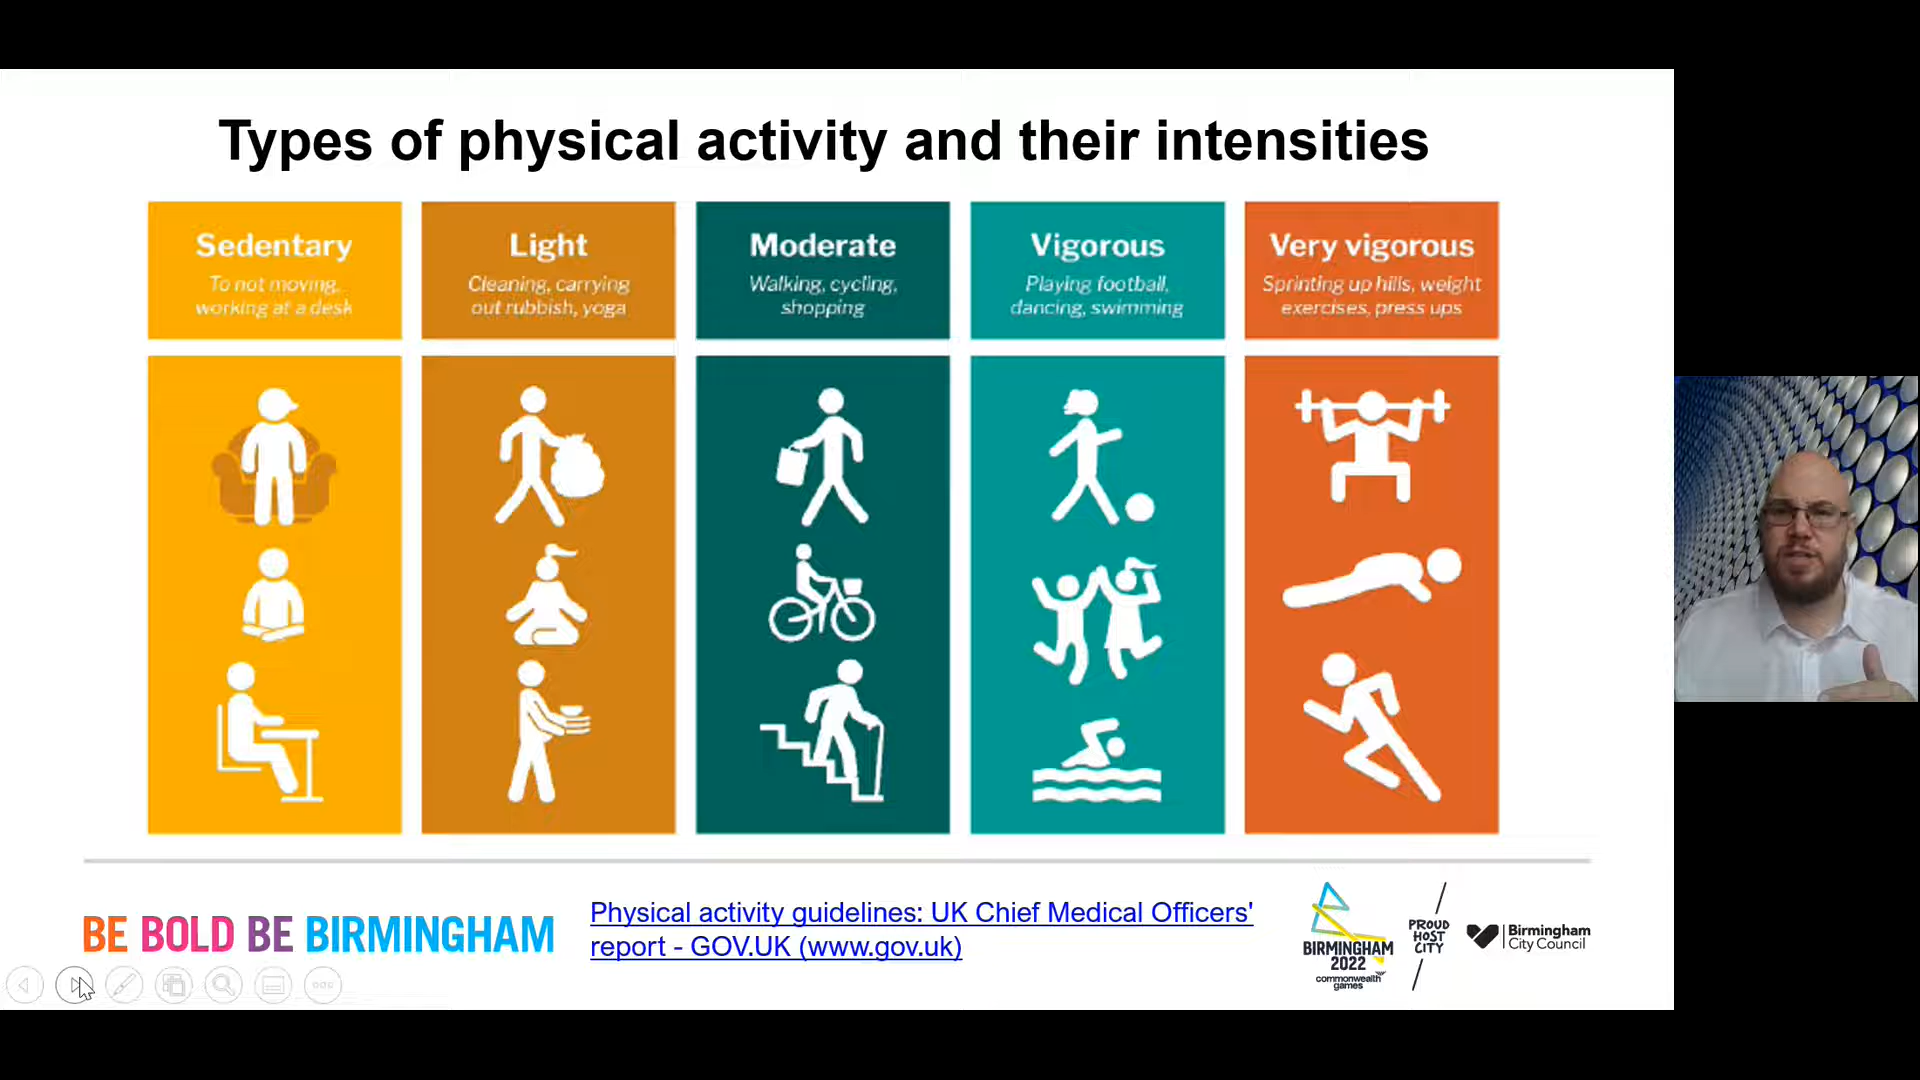 Types of physical activity and their intensities
Sedentary
To not moving,
working at a desk
Light
Cleaning, carrying
out rubbish, yoga
Moderate
Walking, cycling,
shopping
Vigorous
Playing football,
dancing, swimming
Very vigorous
Sprinting up hills, weight
exercises, press ups
BE BOLD BE BIRMINGHAM
Physical activity guidelines: UK Chief Medical Officers'
report - GOV.UK (www.gov.uk)
BIRMINGHAM
2022
commonwealth
games
PROUD
HOST
CITY
Birmingham
City Council